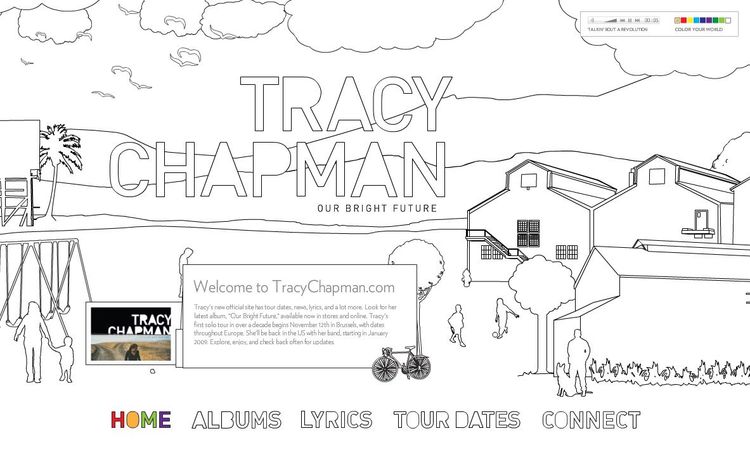 00:05
TALKIN' BOUT A REVOLUTION
COLOR YOUR WORLD
TRACY
CHAPMAN
OUR BRIGHT FUTURE
Welcome to TracyChapman.com
Tracy's new official site has tour dates, news, lyrics, and a lot more. Look for her
latest album, "Our Bright Future," available now in stores and online. Tracy's
first solo tour in over a decade begins November 12th in Brussels, with dates
throughout Europe. She'll be back in the US with her band, starting in January
2009. Explore, enjoy, and check back often for updates.
TRACY
CHAPMAN
HOME ALBUMS LYRICS TOUR DATES CONNECT